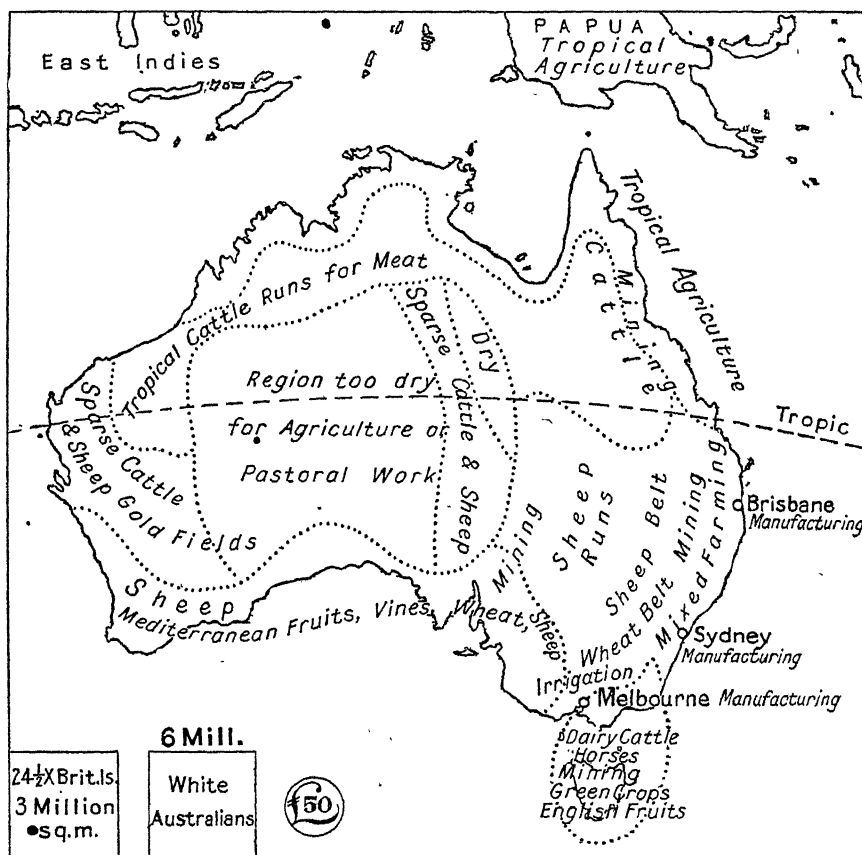 PAPUA
Tropical
Agriculture
East Indies
Tropical Agriculture
Mining
Cattle
Tropical Cattle Runs for Meat
Sparse
Cattle & Sheep
Dry
Region too dry
for Agriculture or
Pastoral Work
Tropic
Sparse Cattle
& Sheep Gold Fields
Sheep
Mediterranean Fruits, Vines, Wheat, Sheep
Mining
Sheep
Runs
Sheep Belt
Wheat Belt Mining
Mixed Farming
Brisbane
Manufacturing
Sydney
Manufacturing
Irrigation
Melbourne Manufacturing
Dairy Cattle
Horses
Mining
Green Crops
English Fruits
24½XBrit.Is.
3 Million
sq.m.
6 Mill.
White
Australians
£50